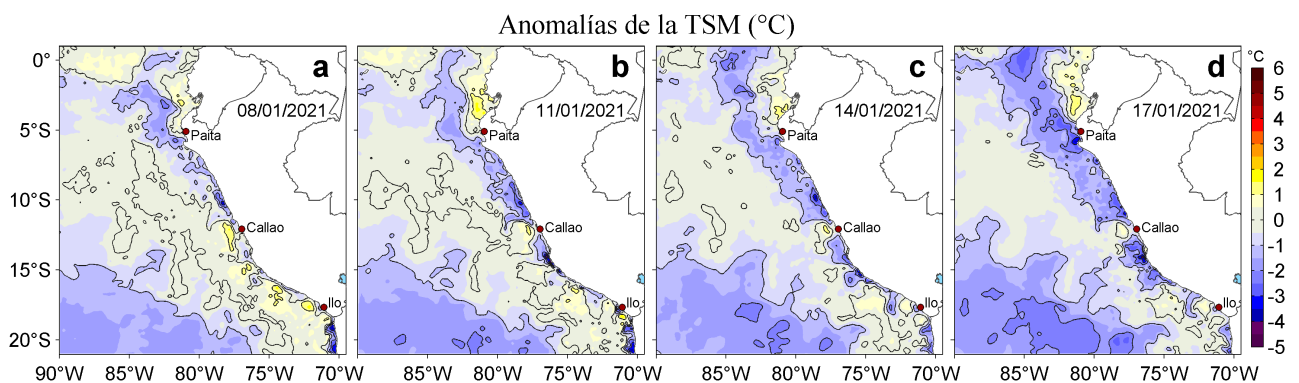 Anomalías de la TSM (°C)
a
b
c
d
08/01/2021
11/01/2021
14/01/2021
17/01/2021
0°
5°S
10°S
15°S
20°S
Paita
Callao
Ilo
Paita
Callao
Ilo
Paita
Callao
Ilo
Paita
Callao
Ilo
90°W 85°W 80°W 75°W 70°W
85°W 80°W 75°W 70°W
85°W 80°W 75°W 70°W
85°W 80°W 75°W 70°W
°C
6
5
4
3
2
1
0
-1
-2
-3
-4
-5